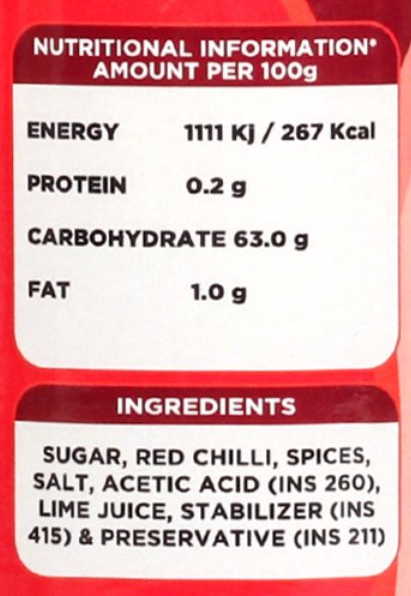 NUTRITIONAL INFORMATION*
AMOUNT PER 100g
ENERGY 1111 Kj / 267 Kcal
PROTEIN 0.2 g
CARBOHYDRATE 63.0 g
FAT 1.0 g
INGREDIENTS
SUGAR, RED CHILLI, SPICES,
SALT, ACETIC ACID (INS 260),
LIME JUICE, STABILIZER (INS
415) & PRESERVATIVE (INS 211)